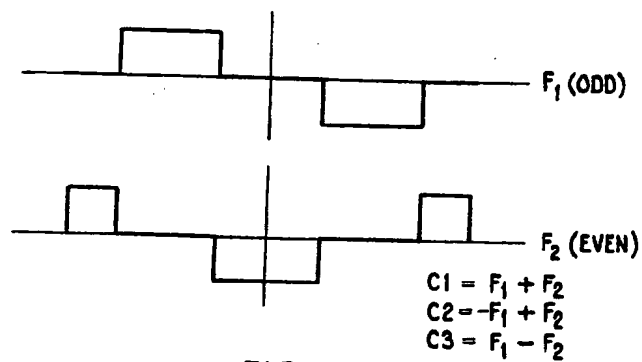 F₁ (ODD)
F₂ (EVEN)
C1 = F₁ + F₂
C2 = -F₁ + F₂
C3 = F₁ - F₂